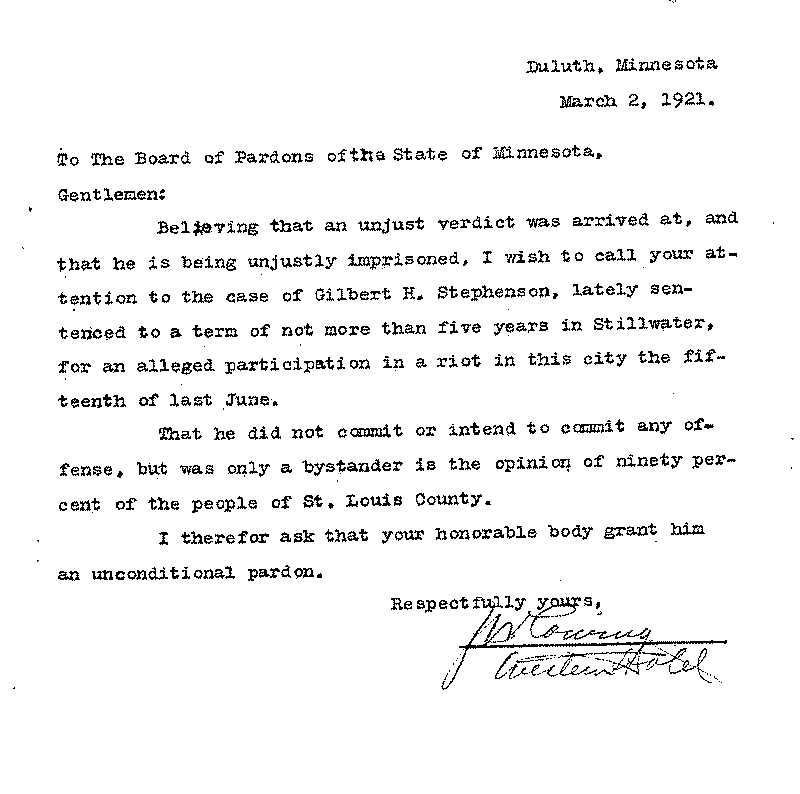 Duluth, Minnesota
March 2, 1921.
To The Board of Pardons ofthe State of Minnesota,
Gentlemen:
Believing that an unjust verdict was arrived at, and
that he is being unjustly imprisoned, I wish to call your at-
tention to the case of Gilbert H. Stephenson, lately sen-
tenced to a term of not more than five years in Stillwater,
for an alleged participation in a riot in this city the fif-
teenth of last June.
That he did not commit or intend to commit any of-
fense, but was only a bystander is the opinion of ninety per-
cent of the people of St. Louis County.
I therefor ask that your honorable body grant him
an unconditional pardon.
Respectfully yours,
Western Hotel